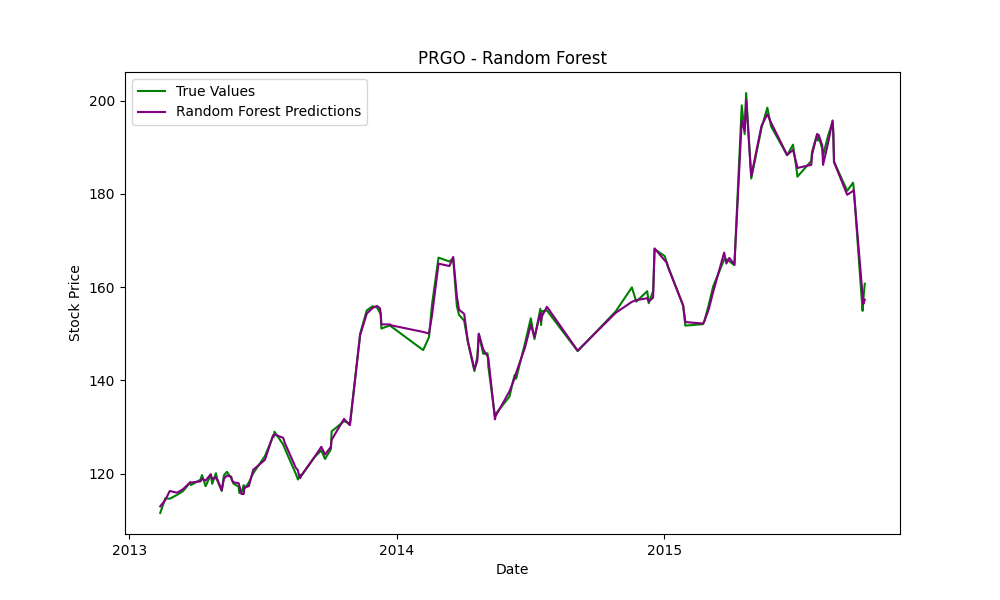 PRGO - Random Forest
True Values
Random Forest Predictions
200
180
160
140
120
Stock Price
2013
2014
2015
Date